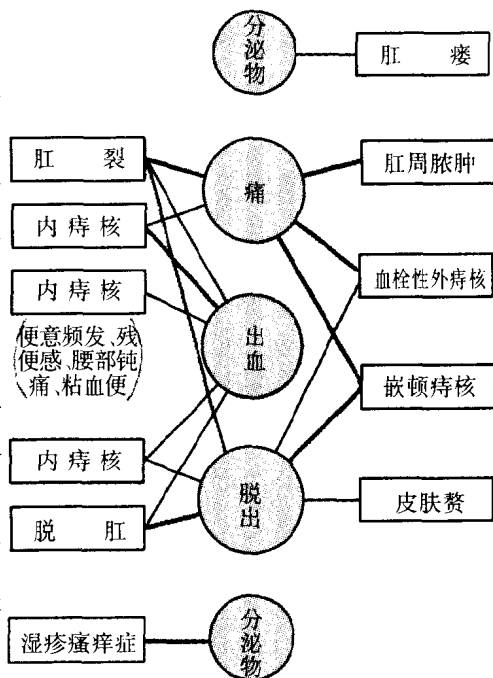 分泌物
肛 瘘
肛 裂
痛
肛周脓肿
内痔核
内痔核
出血
血栓性外痔核
便意频发、残
便感、腰部钝
痛、粘血便
嵌顿痔核
内痔核
脱出
皮肤赘
脱 肛
湿疹瘙痒症
分泌物